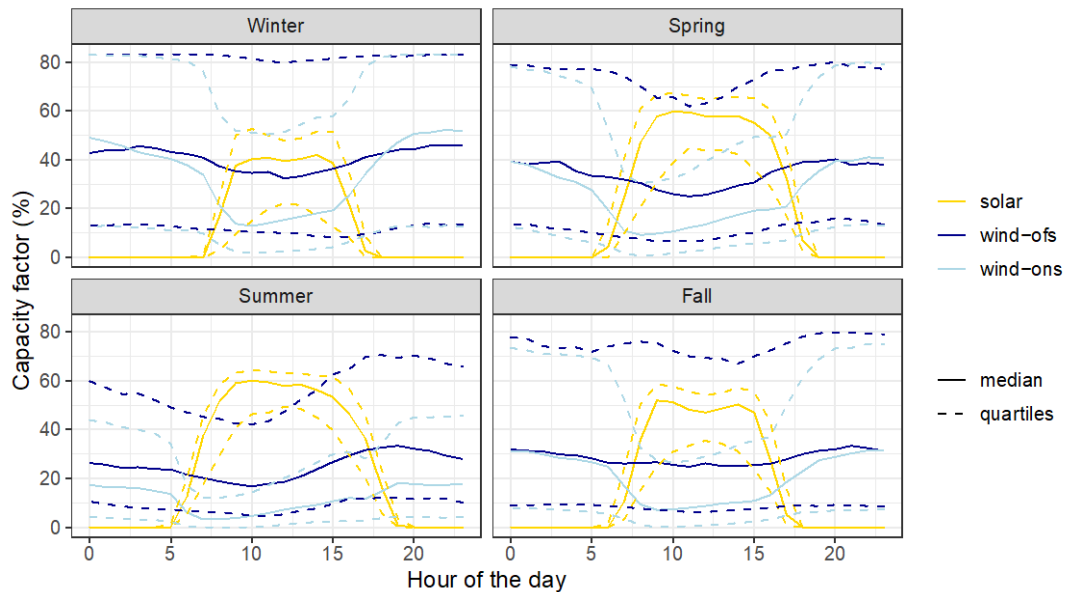 Winter
Spring
80
60
40
20
0
Summer
Fall
80
60
40
20
0
0 5 10 15 20
0 5 10 15 20
Capacity factor (%)
Hour of the day
solar
wind−ofs
wind−ons
median
quartiles